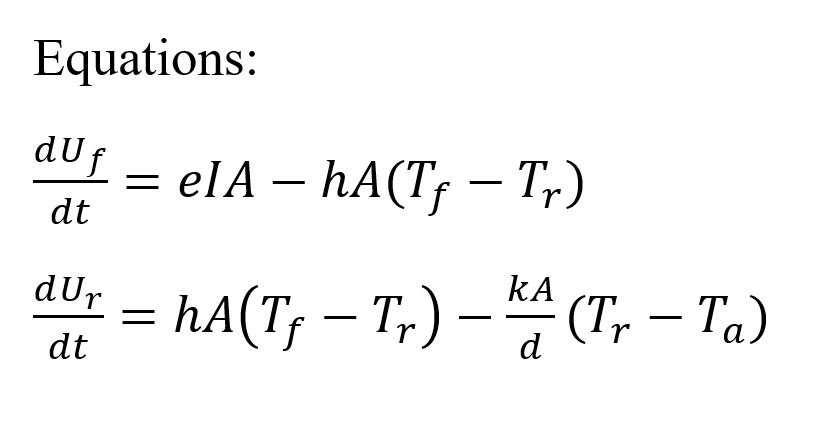 Equations:
dU_f/dt = eIA − hA(T_f − T_r)
dU_r/dt = hA(T_f − T_r) − kA/d (T_r − T_a)